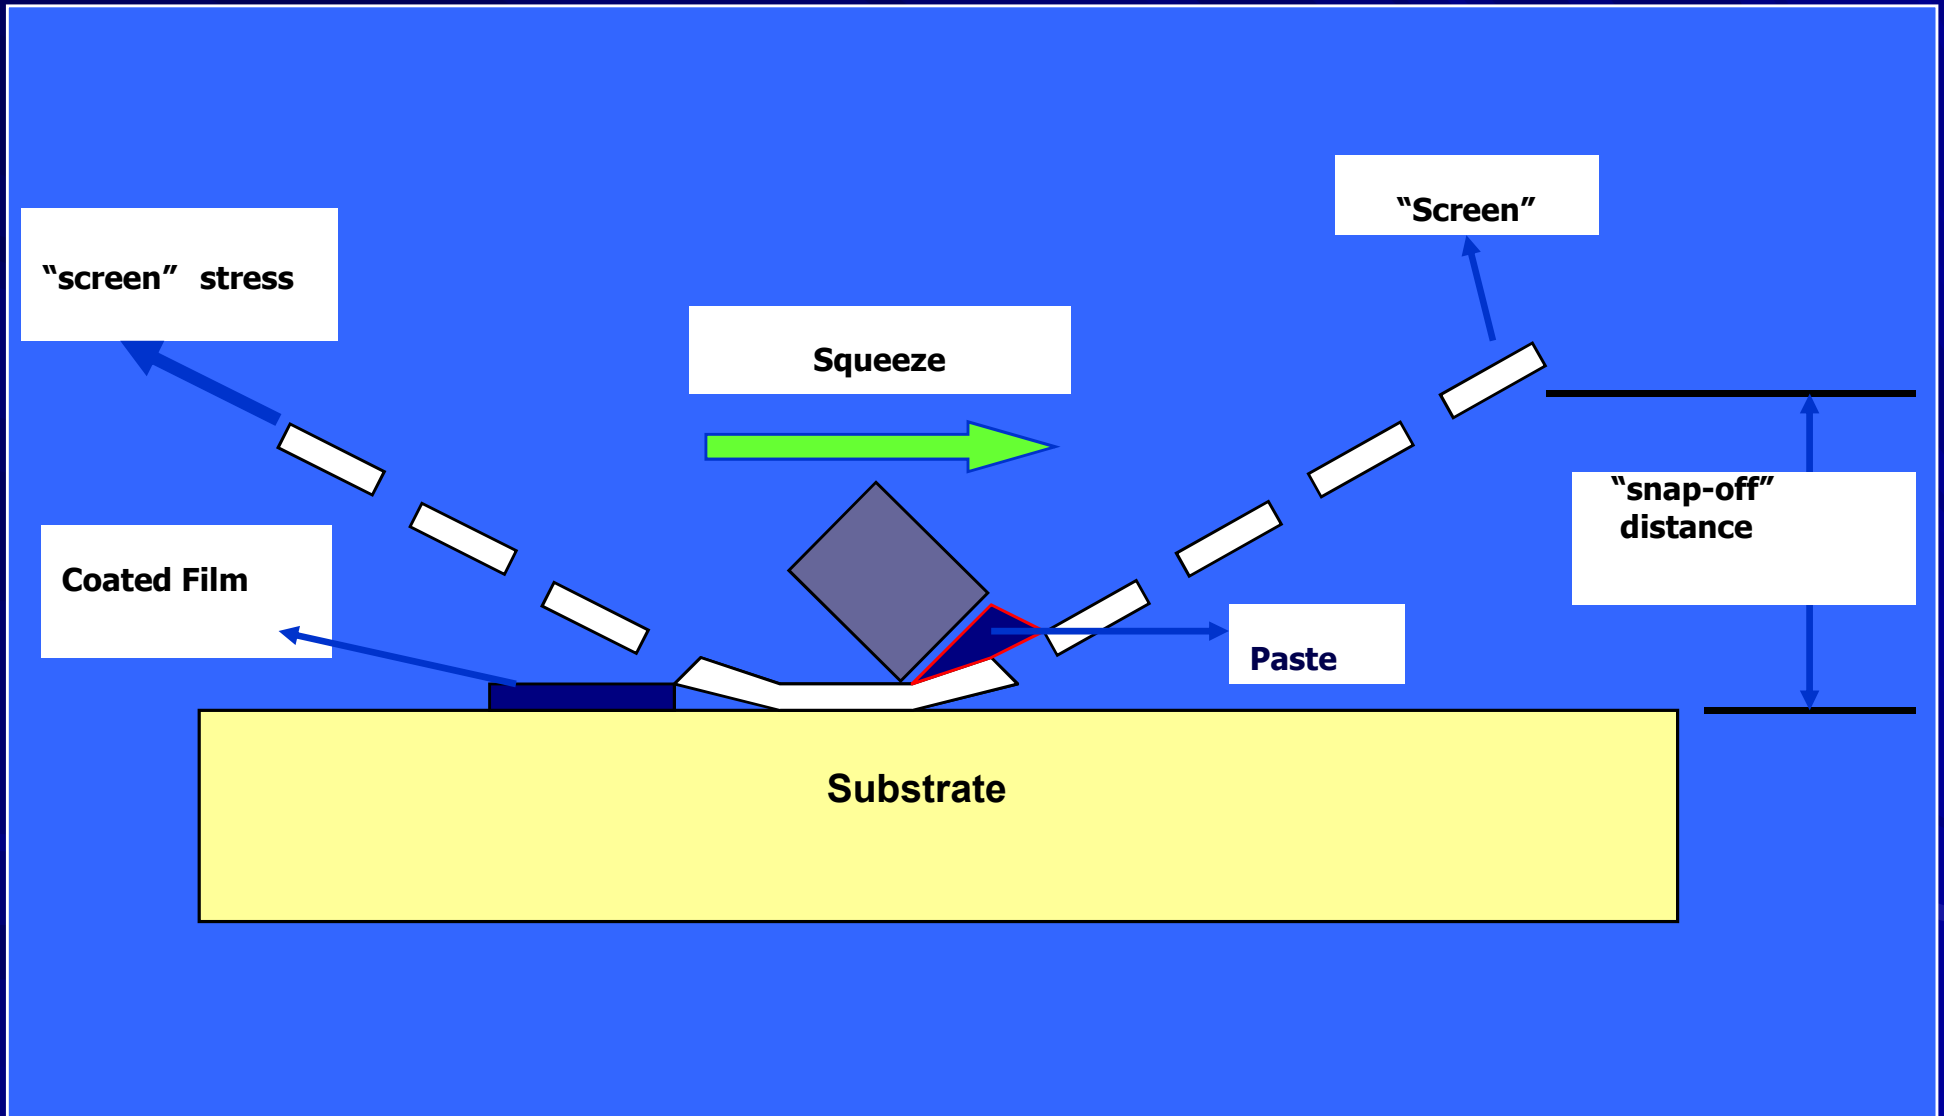 “Screen”
“screen” stress
Squeeze
“snap-off”
distance
Coated Film
Paste
Substrate